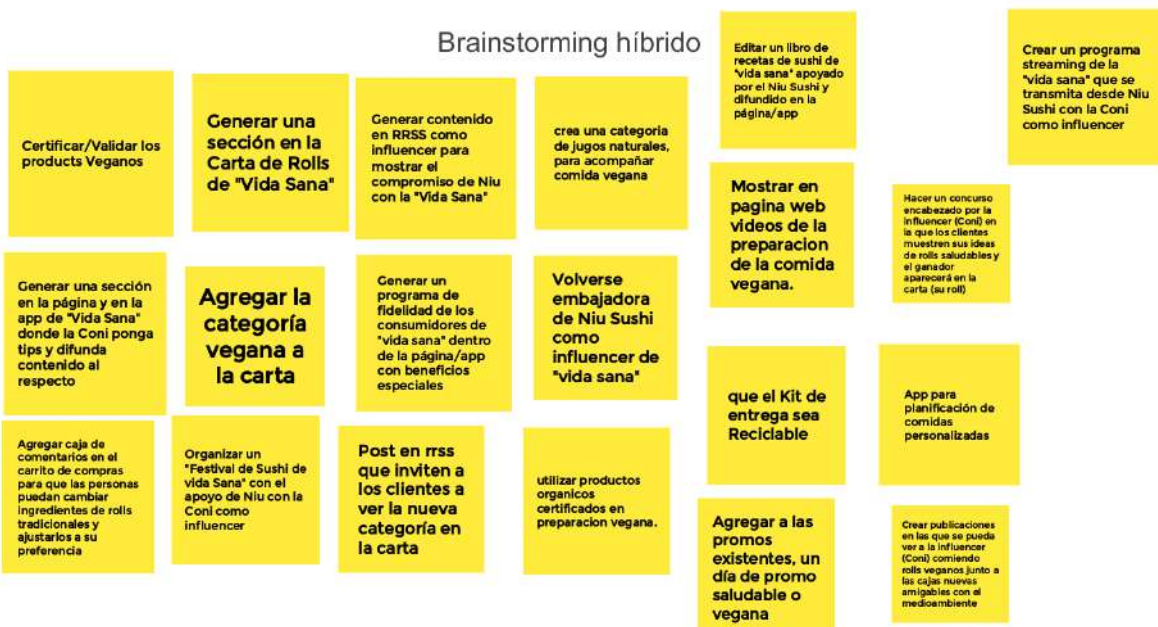 Brainstorming híbrido
Certificar/Validar los
products Veganos
Generar una
sección en la
Carta de Rolls
de "Vida Sana"
Generar contenido
en RRSS como
influencer para
mostrar el
compromiso de Niu
con la "Vida Sana"
crea una categoria
de jugos naturales,
para acompañar
comida vegana
Editar un libro de
recetas de sushi de
"vida sana" apoyado
por el Niu Sushi y
difundido en la
página/app
Crear un programa
streaming de la
"vida sana" que se
transmita desde Niu
Sushi con la Coni
como influencer
Mostrar en
pagina web
videos de la
preparacion
de la comida
vegana.
Hacer un concurso
encabezado por la
influencer (Coni) en
la que los clientes
muestren sus ideas
de rolls saludables y
el ganador
aparecerá en la
carta (su roll)
Generar una sección
en la página y en la
app de "Vida Sana"
donde la Coni ponga
tips y difunda
contenido al
respecto
Agregar la
categoría
vegana a
la carta
Generar un
programa de
fidelidad de los
consumidores de
"vida sana" dentro
de la página/app
con beneficios
especiales
Volverse
embajadora
de Niu Sushi
como
influencer de
"vida sana"
que el Kit de
entrega sea
Reciclable
App para
planificación de
comidas
personalizadas
Agregar caja de
comentarios en el
carrito de compras
para que las personas
puedan cambiar
ingredientes de rolls
tradicionales y
ajustarlos a su
preferencia
Organizar un
"Festival de Sushi de
vida Sana" con el
apoyo de Niu con la
Coni como
influencer
Post en rrss
que inviten a
los clientes a
ver la nueva
categoría en
la carta
utilizar productos
organicos
certificados en
preparacion vegana.
Agregar a las
promos
existentes, un
día de promo
saludable o
vegana
Crear publicaciones
en las que se pueda
ver a la influencer
(Coni) comiendo
rolls veganos junto a
las cajas nuevas
amigables con el
medioambiente